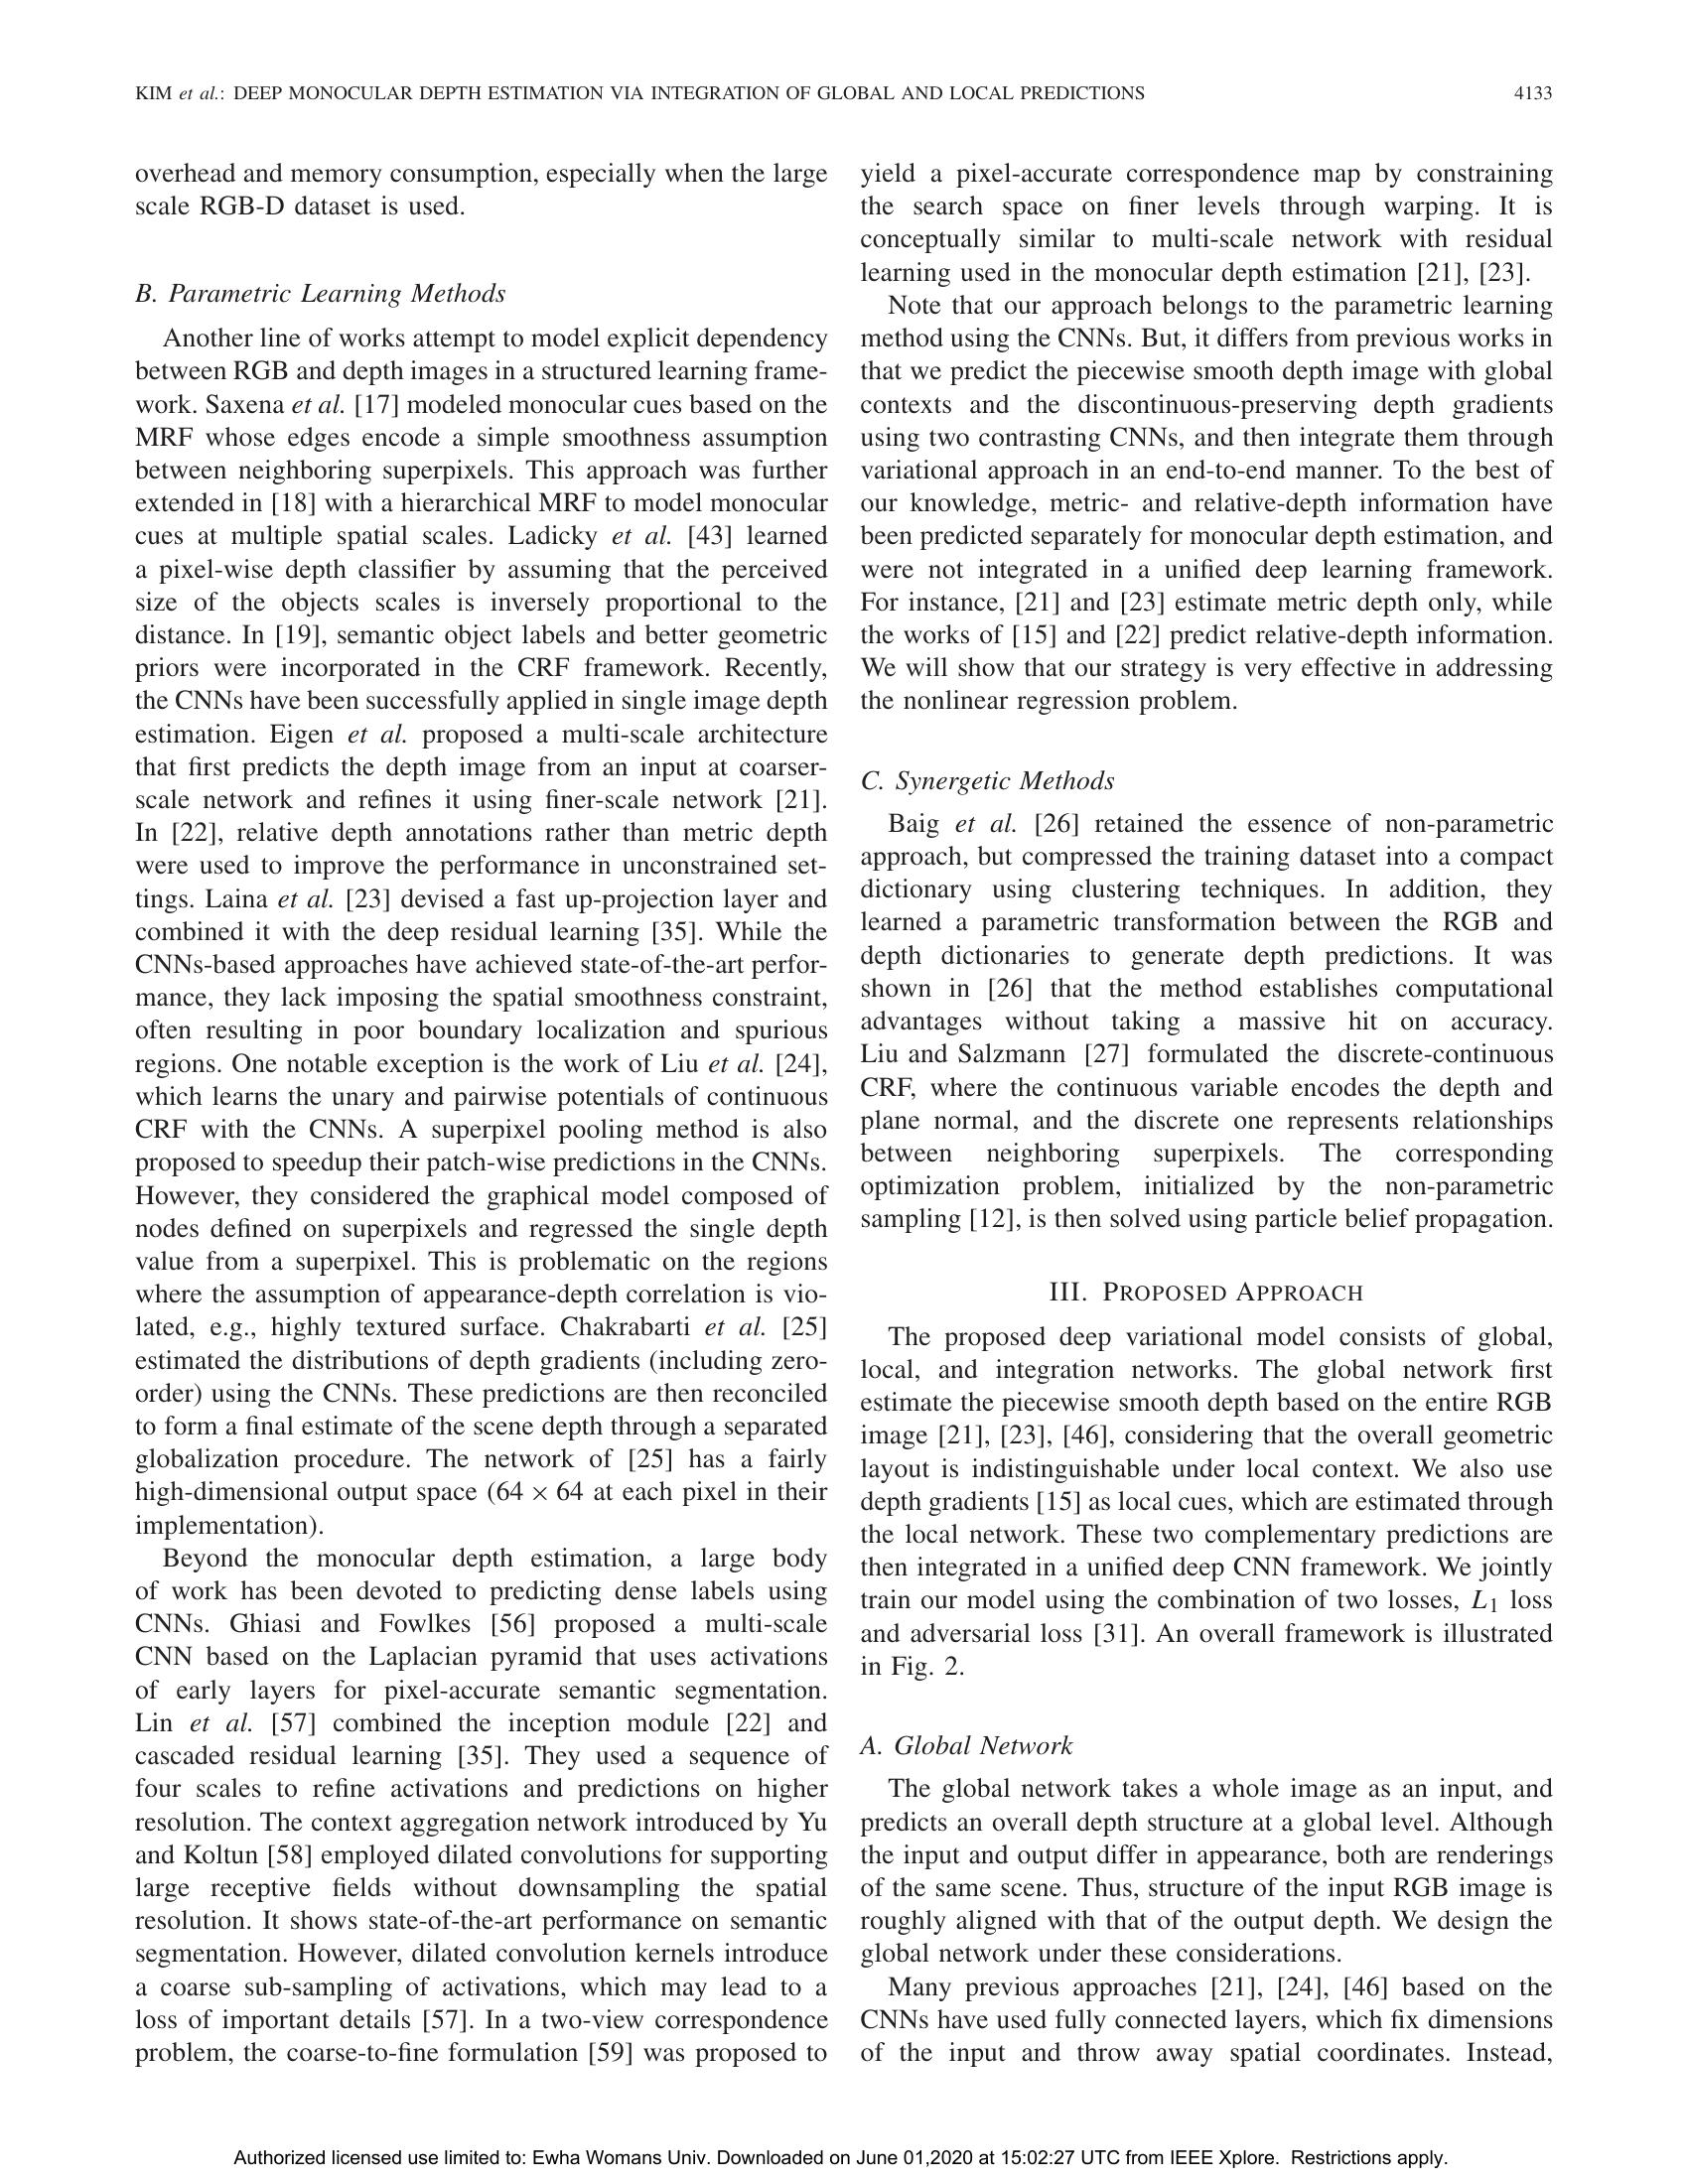 KIM et al.: DEEP MONOCULAR DEPTH ESTIMATION VIA INTEGRATION OF GLOBAL AND LOCAL PREDICTIONS 4133
overhead and memory consumption, especially when the large
scale RGB-D dataset is used.
B. Parametric Learning Methods
Another line of works attempt to model explicit dependency
between RGB and depth images in a structured learning frame-
work. Saxena et al. [17] modeled monocular cues based on the
MRF whose edges encode a simple smoothness assumption
between neighboring superpixels. This approach was further
extended in [18] with a hierarchical MRF to model monocular
cues at multiple spatial scales. Ladicky et al. [43] learned
a pixel-wise depth classifier by assuming that the perceived
size of the objects scales is inversely proportional to the
distance. In [19], semantic object labels and better geometric
priors were incorporated in the CRF framework. Recently,
the CNNs have been successfully applied in single image depth
estimation. Eigen et al. proposed a multi-scale architecture
that first predicts the depth image from an input at coarser-
scale network and refines it using finer-scale network [21].
In [22], relative depth annotations rather than metric depth
were used to improve the performance in unconstrained set-
tings. Laina et al. [23] devised a fast up-projection layer and
combined it with the deep residual learning [35]. While the
CNNs-based approaches have achieved state-of-the-art perfor-
mance, they lack imposing the spatial smoothness constraint,
often resulting in poor boundary localization and spurious
regions. One notable exception is the work of Liu et al. [24],
which learns the unary and pairwise potentials of continuous
CRF with the CNNs. A superpixel pooling method is also
proposed to speedup their patch-wise predictions in the CNNs.
However, they considered the graphical model composed of
nodes defined on superpixels and regressed the single depth
value from a superpixel. This is problematic on the regions
where the assumption of appearance-depth correlation is vio-
lated, e.g., highly textured surface. Chakrabarti et al. [25]
estimated the distributions of depth gradients (including zero-
order) using the CNNs. These predictions are then reconciled
to form a final estimate of the scene depth through a separated
globalization procedure. The network of [25] has a fairly
high-dimensional output space (64 × 64 at each pixel in their
implementation).
Beyond the monocular depth estimation, a large body
of work has been devoted to predicting dense labels using
CNNs. Ghiasi and Fowlkes [56] proposed a multi-scale
CNN based on the Laplacian pyramid that uses activations
of early layers for pixel-accurate semantic segmentation.
Lin et al. [57] combined the inception module [22] and
cascaded residual learning [35]. They used a sequence of
four scales to refine activations and predictions on higher
resolution. The context aggregation network introduced by Yu
and Koltun [58] employed dilated convolutions for supporting
large receptive fields without downsampling the spatial
resolution. It shows state-of-the-art performance on semantic
segmentation. However, dilated convolution kernels introduce
a coarse sub-sampling of activations, which may lead to a
loss of important details [57]. In a two-view correspondence
problem, the coarse-to-fine formulation [59] was proposed to
yield a pixel-accurate correspondence map by constraining
the search space on finer levels through warping. It is
conceptually similar to multi-scale network with residual
learning used in the monocular depth estimation [21], [23].
Note that our approach belongs to the parametric learning
method using the CNNs. But, it differs from previous works in
that we predict the piecewise smooth depth image with global
contexts and the discontinuous-preserving depth gradients
using two contrasting CNNs, and then integrate them through
variational approach in an end-to-end manner. To the best of
our knowledge, metric- and relative-depth information have
been predicted separately for monocular depth estimation, and
were not integrated in a unified deep learning framework.
For instance, [21] and [23] estimate metric depth only, while
the works of [15] and [22] predict relative-depth information.
We will show that our strategy is very effective in addressing
the nonlinear regression problem.
C. Synergetic Methods
Baig et al. [26] retained the essence of non-parametric
approach, but compressed the training dataset into a compact
dictionary using clustering techniques. In addition, they
learned a parametric transformation between the RGB and
depth dictionaries to generate depth predictions. It was
shown in [26] that the method establishes computational
advantages without taking a massive hit on accuracy.
Liu and Salzmann [27] formulated the discrete-continuous
CRF, where the continuous variable encodes the depth and
plane normal, and the discrete one represents relationships
between neighboring superpixels. The corresponding
optimization problem, initialized by the non-parametric
sampling [12], is then solved using particle belief propagation.
III. PROPOSED APPROACH
The proposed deep variational model consists of global,
local, and integration networks. The global network first
estimate the piecewise smooth depth based on the entire RGB
image [21], [23], [46], considering that the overall geometric
layout is indistinguishable under local context. We also use
depth gradients [15] as local cues, which are estimated through
the local network. These two complementary predictions are
then integrated in a unified deep CNN framework. We jointly
train our model using the combination of two losses, L1 loss
and adversarial loss [31]. An overall framework is illustrated
in Fig. 2.
A. Global Network
The global network takes a whole image as an input, and
predicts an overall depth structure at a global level. Although
the input and output differ in appearance, both are renderings
of the same scene. Thus, structure of the input RGB image is
roughly aligned with that of the output depth. We design the
global network under these considerations.
Many previous approaches [21], [24], [46] based on the
CNNs have used fully connected layers, which fix dimensions
of the input and throw away spatial coordinates. Instead,
Authorized licensed use limited to: Ewha Womans Univ. Downloaded on June 01,2020 at 15:02:27 UTC from IEEE Xplore. Restrictions apply.